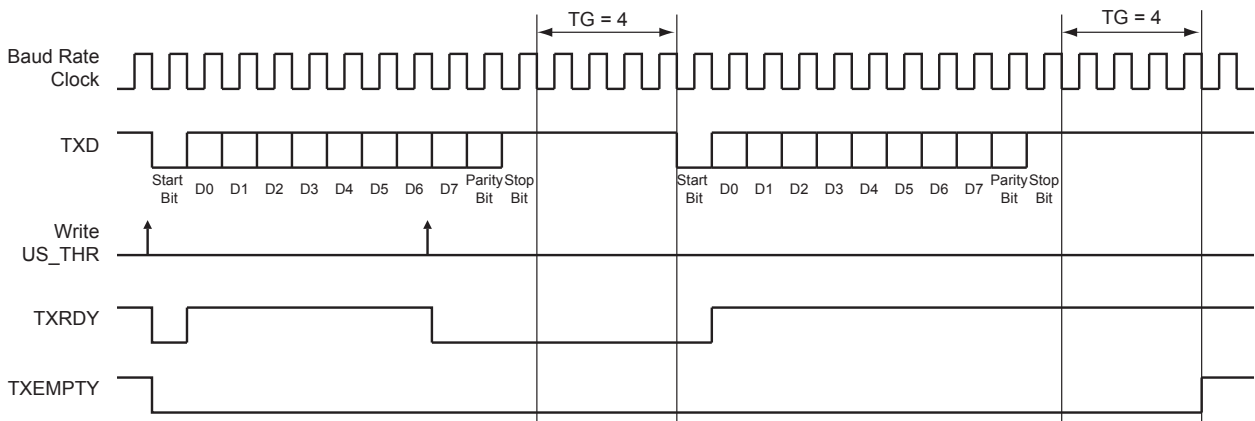 TG = 4
TG = 4
Baud Rate
Clock
TXD
Start
Bit
D0
D1
D2
D3
D4
D5
D6
D7
Parity
Bit
Stop
Bit
Start
Bit
D0
D1
D2
D3
D4
D5
D6
D7
Parity
Bit
Stop
Bit
Write
US_THR
TXRDY
TXEMPTY